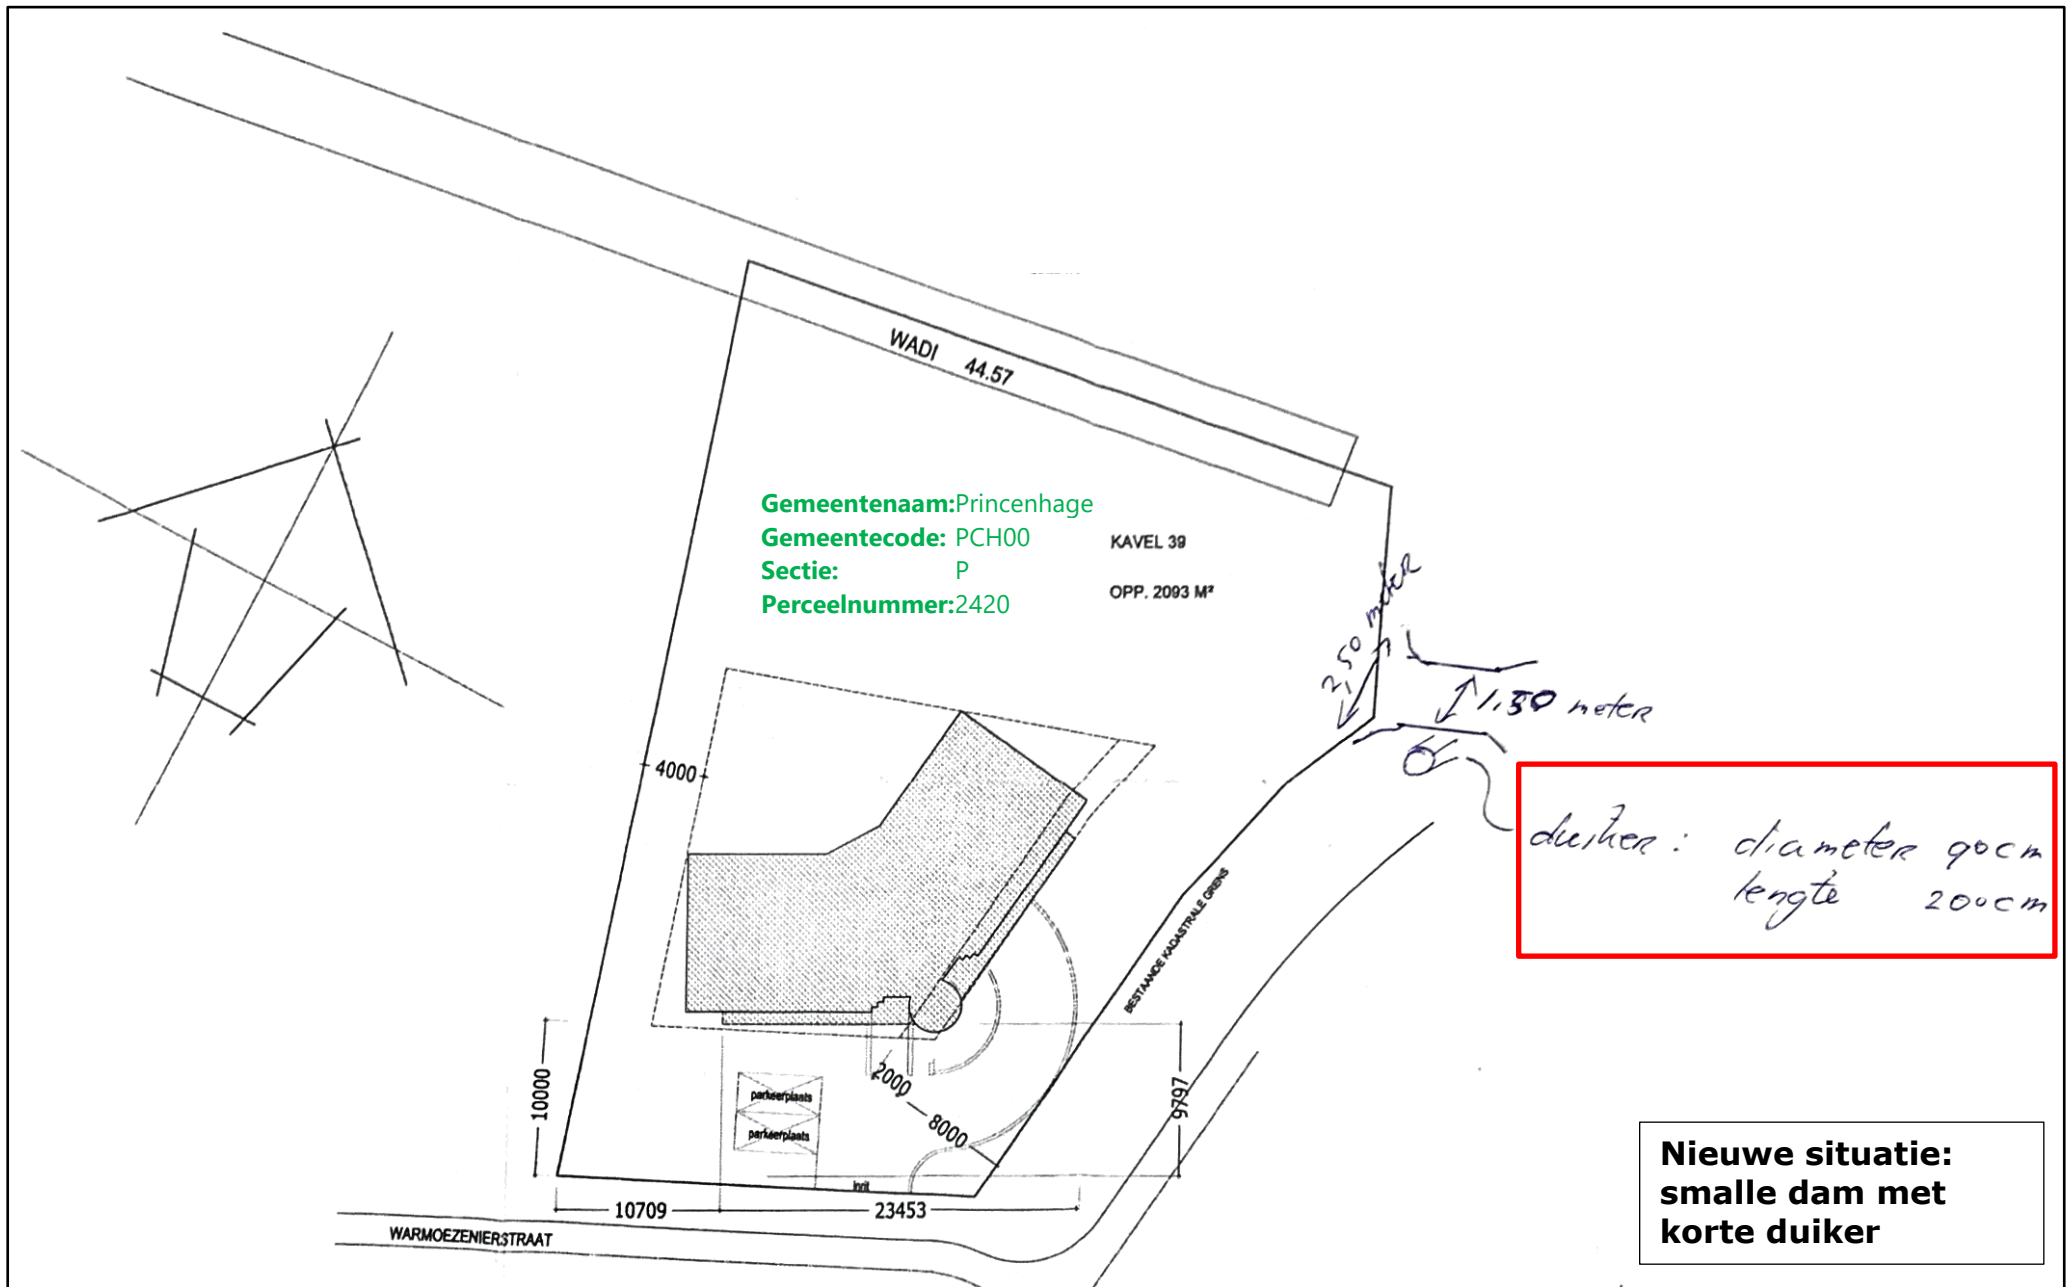 WADI 44.57
Gemeentenaam:Princenhage
Gemeentecode: PCH00
Sectie: P
Perceelnummer:2420
KAVEL 39
OPP. 2093 M²
2,50 meter
1.50 meter
4000
duiker: diameter 90cm
lengte 200cm
BESTAANDE KADASTRALE GRENS
10000
2000
8000
9797
parkeerplaats
parkeerplaats
Inrit
10709
23453
WARMOEZENIERSTRAAT
Nieuwe situatie:
smalle dam met
korte duiker